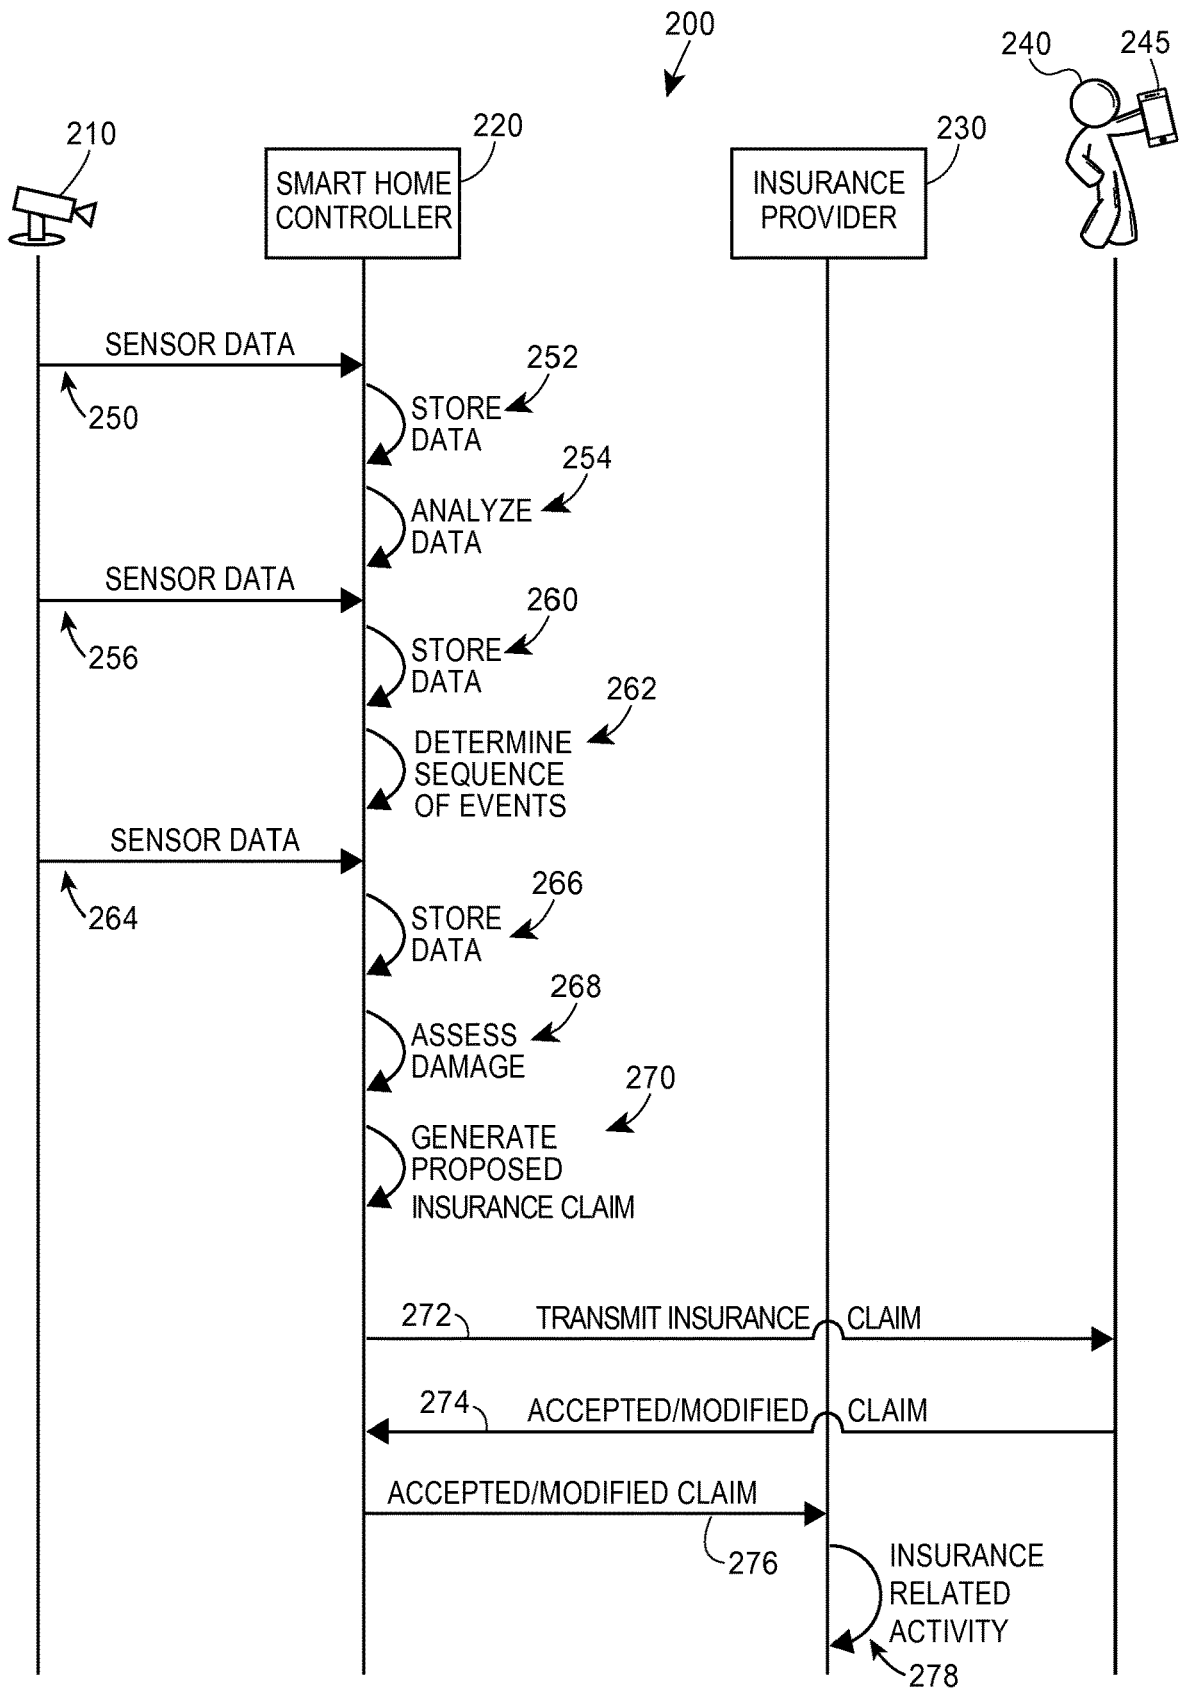 200
240
245
210
220
230
SMART HOME
CONTROLLER
INSURANCE
PROVIDER
SENSOR DATA
250
252
STORE
DATA
254
ANALYZE
DATA
SENSOR DATA
256
260
STORE
DATA
262
DETERMINE
SEQUENCE
OF EVENTS
SENSOR DATA
264
266
STORE
DATA
268
ASSESS
DAMAGE
270
GENERATE
PROPOSED
INSURANCE CLAIM
272
TRANSMIT INSURANCE CLAIM
274
ACCEPTED/MODIFIED CLAIM
ACCEPTED/MODIFIED CLAIM
276
INSURANCE
RELATED
ACTIVITY
278